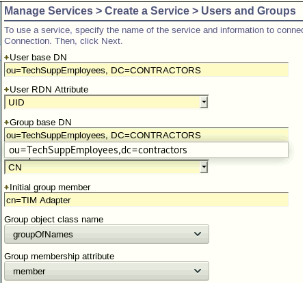 Manage Services > Create a Service > Users and Groups
To use a service, specify the name of the service and information to connec
Connection. Then, click Next.
+User base DN
ou=TechSuppEmployees, DC=CONTRACTORS
+User RDN Attribute
UID
+Group base DN
ou=TechSuppEmployees, DC=CONTRACTORS
ou=TechSuppEmployees,dc=contractors
CN
+Initial group member
cn=TIM Adapter
Group object class name
groupOfNames
Group membership attribute
member